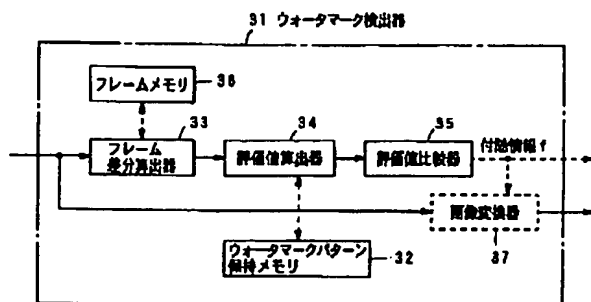 31 ウォータマーク検出器
フレームメモリ
36
33
34
35
フレーム
差分算出器
評価値算出器
評価値比較器
付随情報f
画像変換器
37
ウォータマークパターン
保持メモリ
32